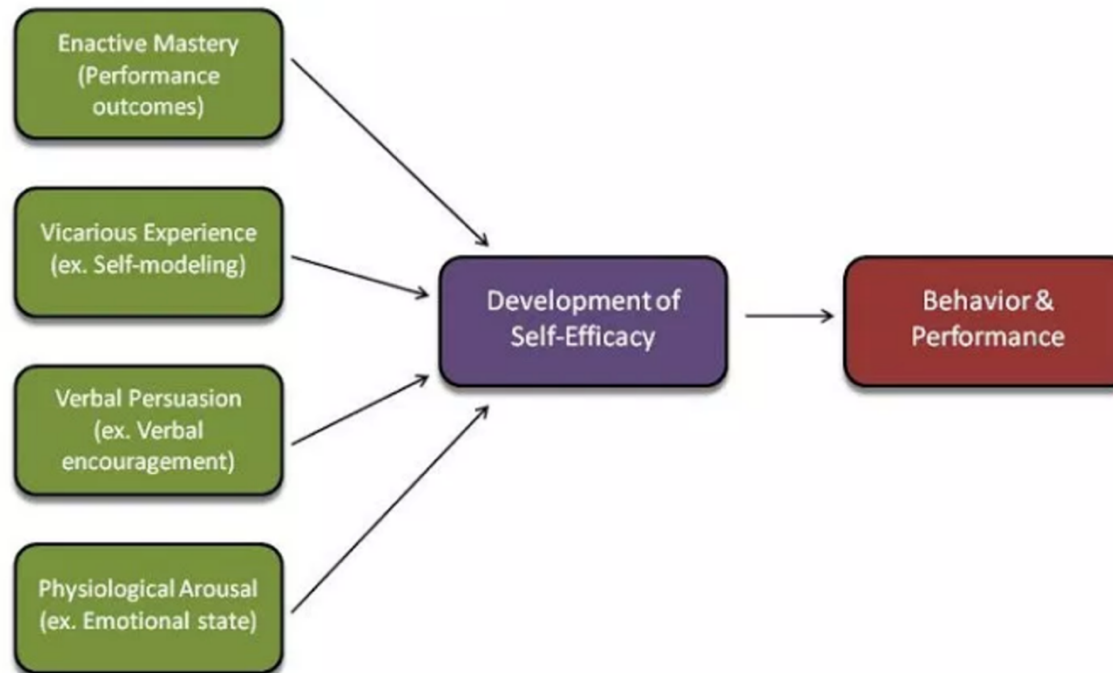 Enactive Mastery
(Performance
outcomes)
Vicarious Experience
(ex. Self-modeling)
Verbal Persuasion
(ex. Verbal
encouragement)
Physiological Arousal
(ex. Emotional state)
Development of
Self-Efficacy
Behavior &
Performance